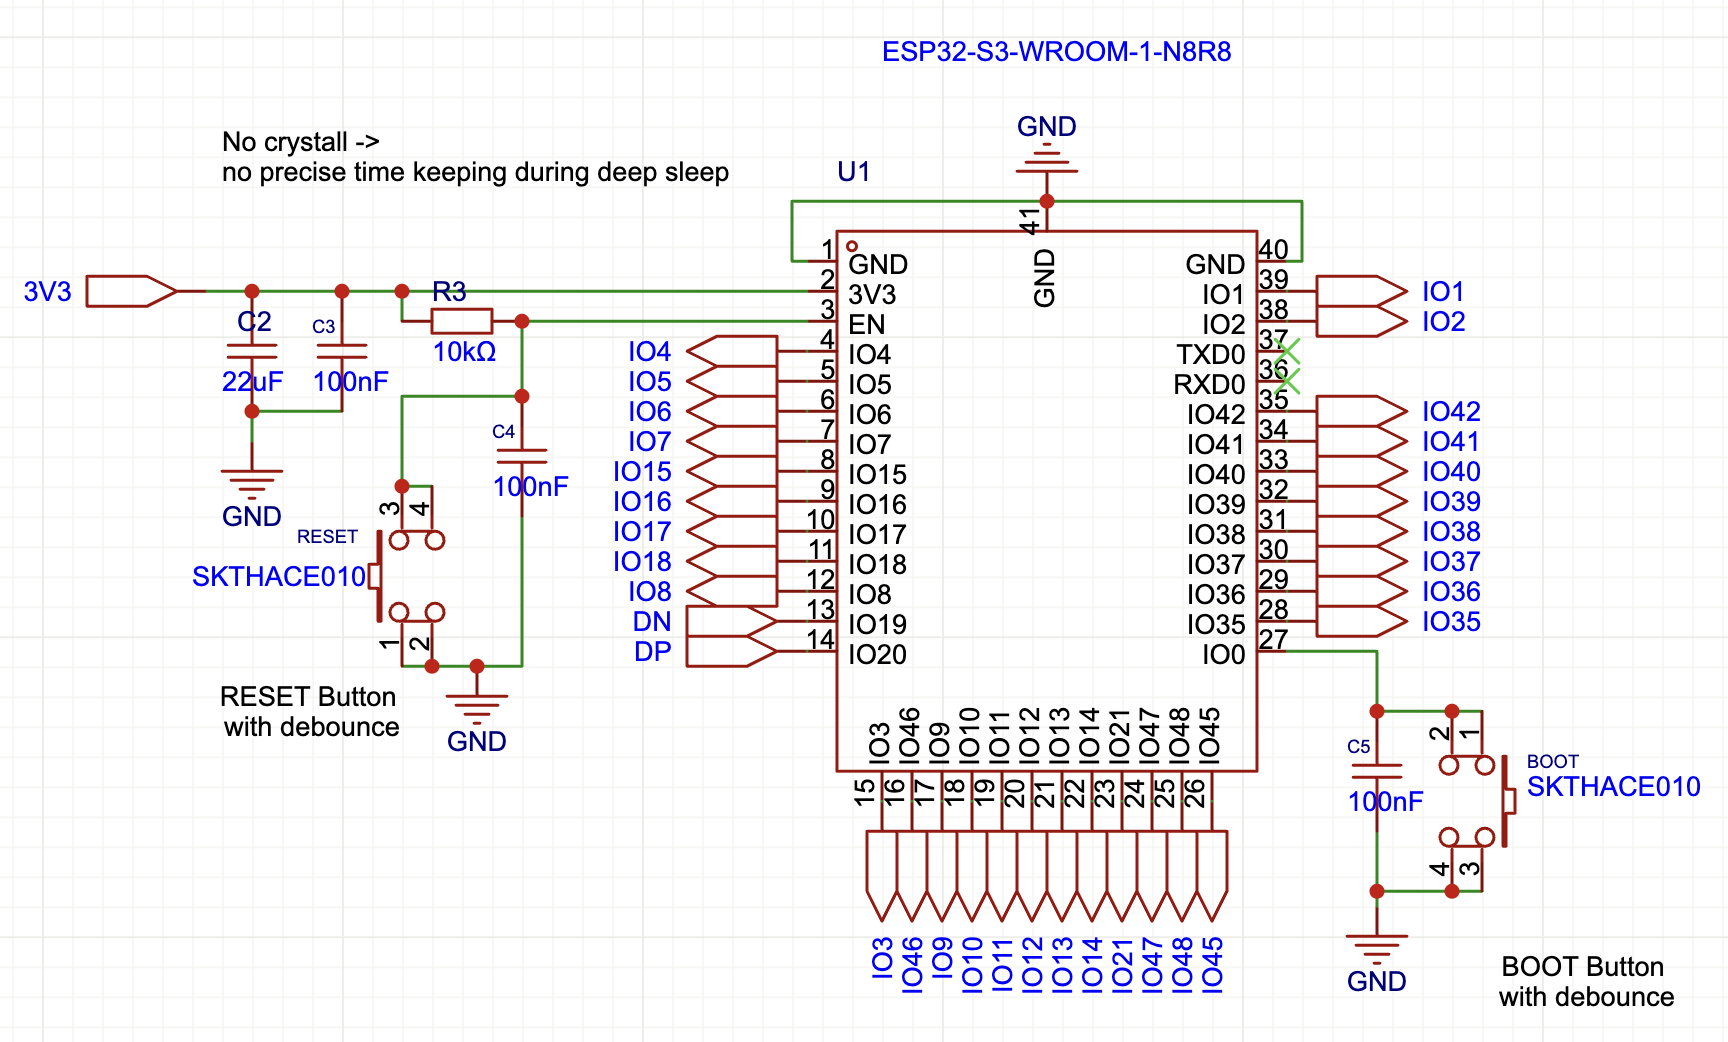 ESP32-S3-WROOM-1-N8R8
No crystall ->
no precise time keeping during deep sleep
GND
U1
41
GND
1
GND
2
3V3
3
EN
4
IO4
5
IO5
6
IO6
7
IO7
8
IO15
9
IO16
10
IO17
11
IO18
12
IO8
13
IO19
14
IO20
40
GND
39
IO1
38
IO2
37
TXD0
36
RXD0
35
IO42
34
IO41
33
IO40
32
IO39
31
IO38
30
IO37
29
IO36
28
IO35
27
IO0
3V3
C2
22uF
C3
100nF
GND
R3
10kΩ
C4
100nF
3
4
RESET
SKTHACE010
1
2
RESET Button
with debounce
GND
IO4
IO5
IO6
IO7
IO15
IO16
IO17
IO18
IO8
DN
DP
IO1
IO2
IO42
IO41
IO40
IO39
IO38
IO37
IO36
IO35
IO3
IO46
IO9
IO10
IO11
IO12
IO13
IO14
IO21
IO47
IO48
IO45
15
16
17
18
19
20
21
22
23
24
25
26
IO3
IO46
IO9
IO10
IO11
IO12
IO13
IO14
IO21
IO47
IO48
IO45
C5
100nF
2
1
BOOT
SKTHACE010
4
3
GND
BOOT Button
with debounce